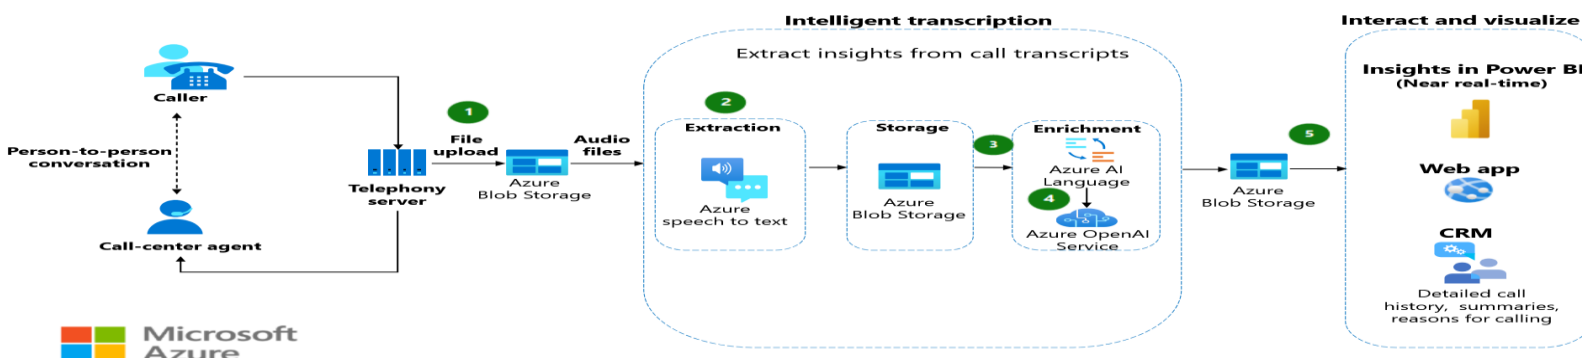 Intelligent transcription
Interact and visualize
Extract insights from call transcripts
Caller
Person-to-person
conversation
Call-center agent
Telephony
server
1
File
upload
Azure
Blob Storage
Audio
files
2
Extraction
Azure
speech to text
Storage
Azure
Blob Storage
3
Enrichment
Azure AI
Language
4
Azure OpenAI
Service
Azure
Blob Storage
5
Insights in Power BI
(Near real-time)
Web app
CRM
Detailed call
history, summaries,
reasons for calling
Microsoft
Azure